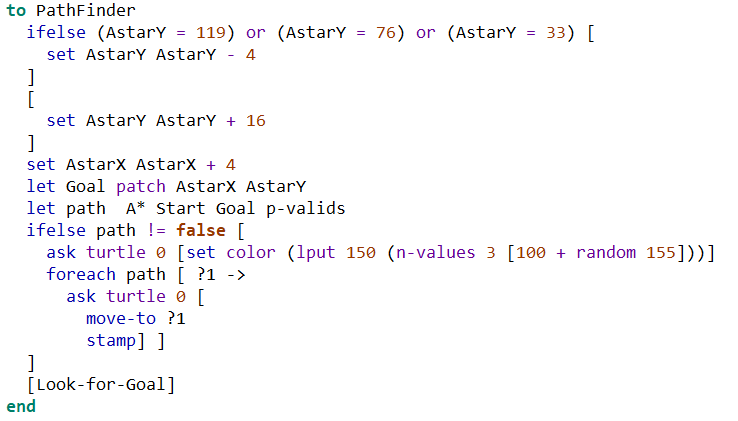 to PathFinder
  ifelse (AstarY = 119) or (AstarY = 76) or (AstarY = 33) [
    set AstarY AstarY - 4
  ]
  [
    set AstarY AstarY + 16
  ]
  set AstarX AstarX + 4
  let Goal patch AstarX AstarY
  let path  A* Start Goal p-valids
  ifelse path != false [
    ask turtle 0 [set color (lput 150 (n-values 3 [100 + random 155]))]
    foreach path [ ?1 ->
      ask turtle 0 [
        move-to ?1
        stamp] ]
  ]
  [Look-for-Goal]
end